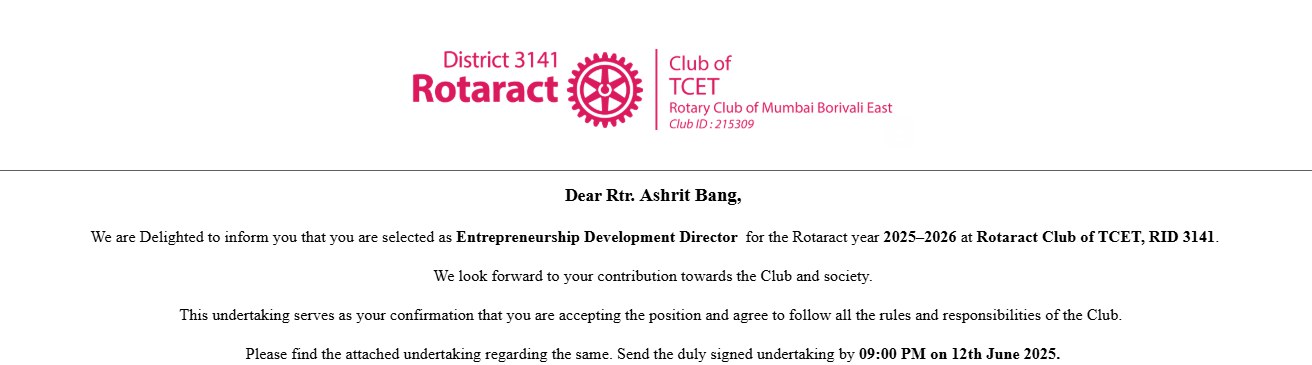 District 3141
Rotaract
Club of
TCET
Rotary Club of Mumbai Borivali East
Club ID : 215309
Dear Rtr. Ashrit Bang,
We are Delighted to inform you that you are selected as Entrepreneurship Development Director for the Rotaract year 2025–2026 at Rotaract Club of TCET, RID 3141.
We look forward to your contribution towards the Club and society.
This undertaking serves as your confirmation that you are accepting the position and agree to follow all the rules and responsibilities of the Club.
Please find the attached undertaking regarding the same. Send the duly signed undertaking by 09:00 PM on 12th June 2025.